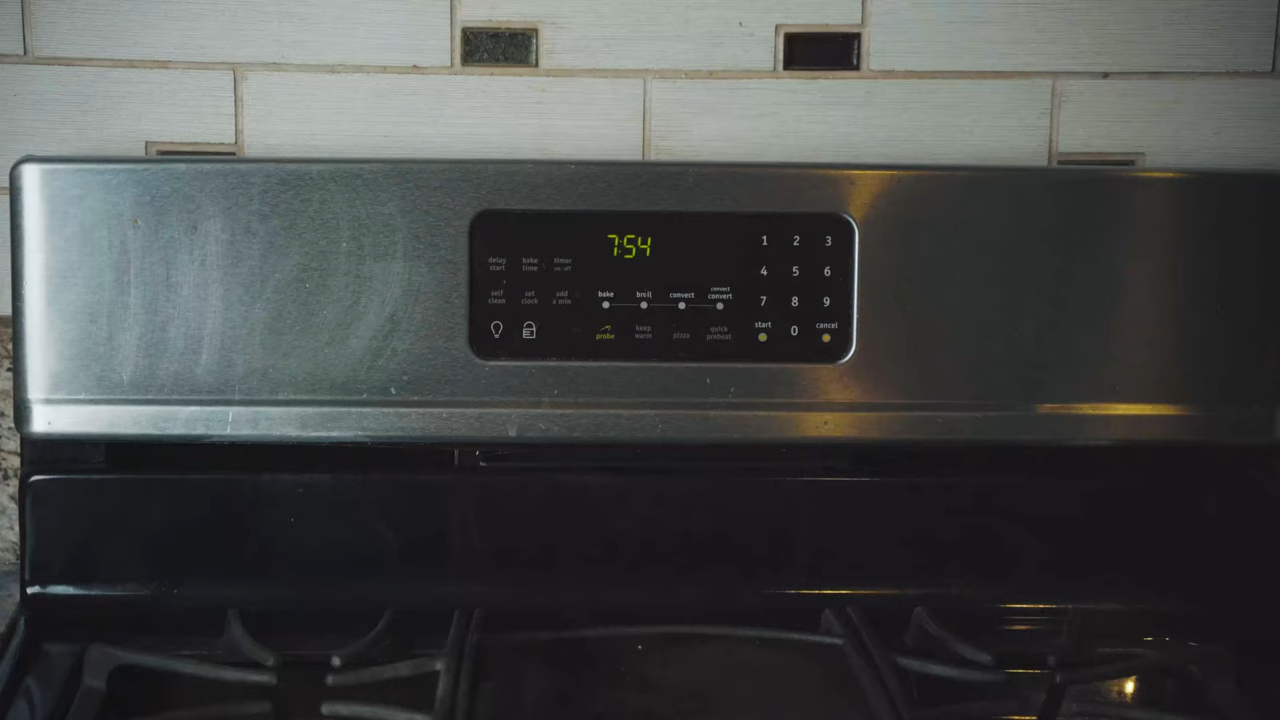 7:54
1 2 3
delay start
bake time
timer on off
4 5 6
self clean
set clock
add a min
bake
broil
convect
convect convert
7 8 9
probe
keep warm
pizza
quick preheat
start
0
cancel